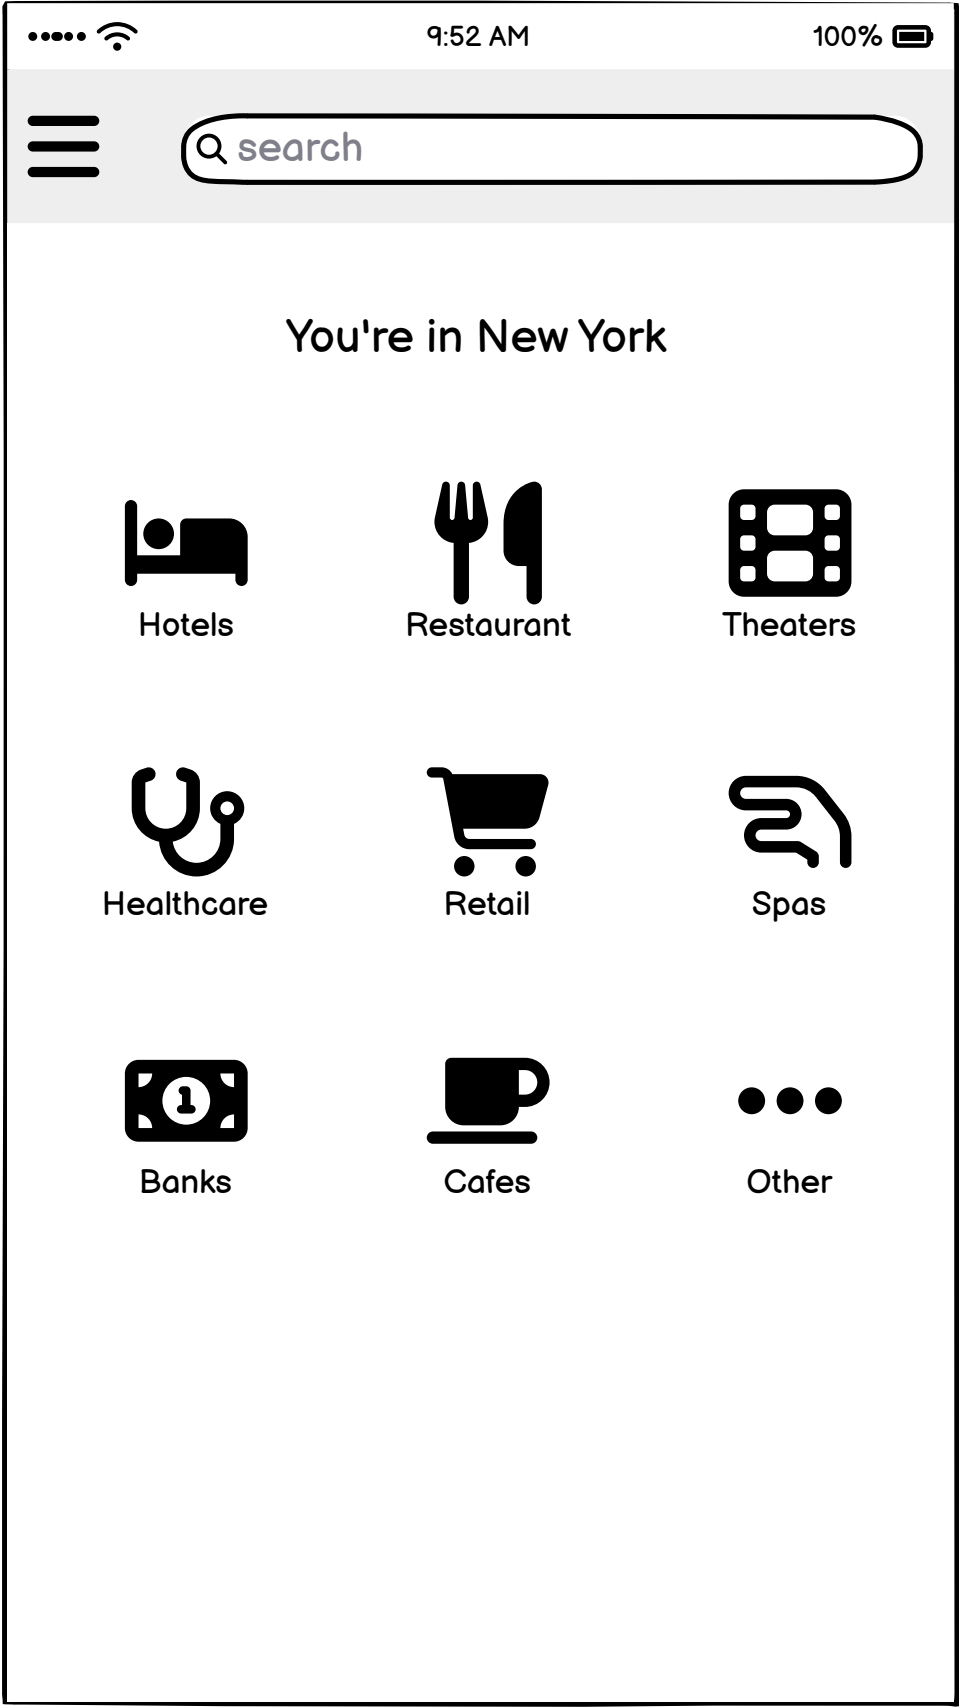 9:52 AM 100%
search
You're in New York
Hotels Restaurant Theaters
Healthcare Retail Spas
1
Banks Cafes Other